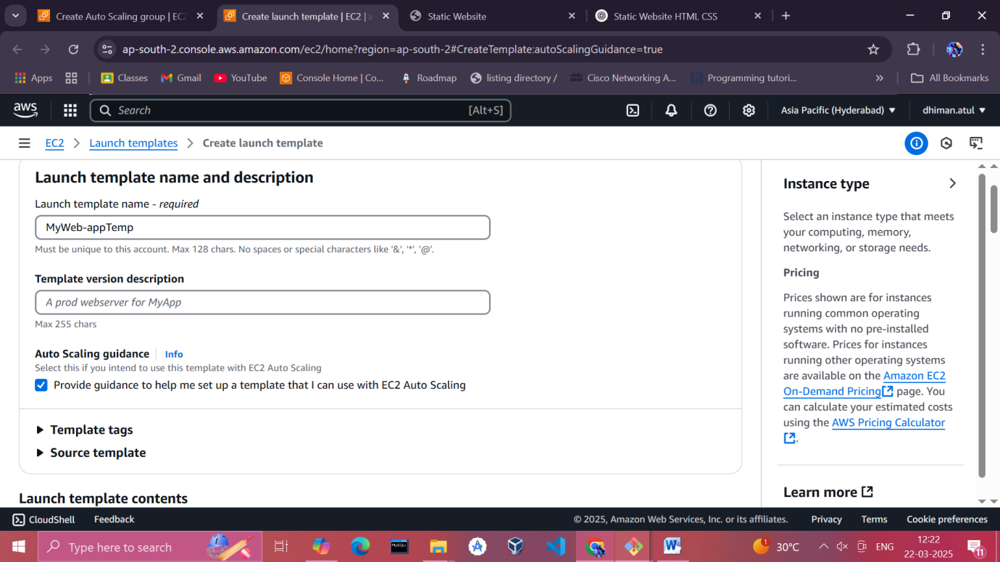 Create Auto Scaling group | EC2
Create launch template | EC2 | a
Static Website
Static Website HTML CSS
ap-south-2.console.aws.amazon.com/ec2/home?region=ap-south-2#CreateTemplate:autoScalingGuidance=true
Apps
Classes
Gmail
YouTube
Console Home | Co...
Roadmap
listing directory /
Cisco Networking A...
Programming tutori...
All Bookmarks
aws
Search
[Alt+S]
Asia Pacific (Hyderabad)
dhiman.atul
EC2
Launch templates
Create launch template
Launch template name and description
Launch template name - required
MyWeb-appTemp
Must be unique to this account. Max 128 chars. No spaces or special characters like '&', '*', '@'.
Template version description
A prod webserver for MyApp
Max 255 chars
Auto Scaling guidance
Info
Select this if you intend to use this template with EC2 Auto Scaling
Provide guidance to help me set up a template that I can use with EC2 Auto Scaling
Template tags
Source template
Launch template contents
Instance type
Select an instance type that meets
your computing, memory,
networking, or storage needs.
Pricing
Prices shown are for instances
running common operating
systems with no pre-installed
software. Prices for instances
running other operating systems
are available on the Amazon EC2
On-Demand Pricing page. You
can calculate your estimated costs
using the AWS Pricing Calculator
.
Learn more
CloudShell
Feedback
© 2025, Amazon Web Services, Inc. or its affiliates.
Privacy
Terms
Cookie preferences
Type here to search
1
30°C
ENG
12:22
22-03-2025
11